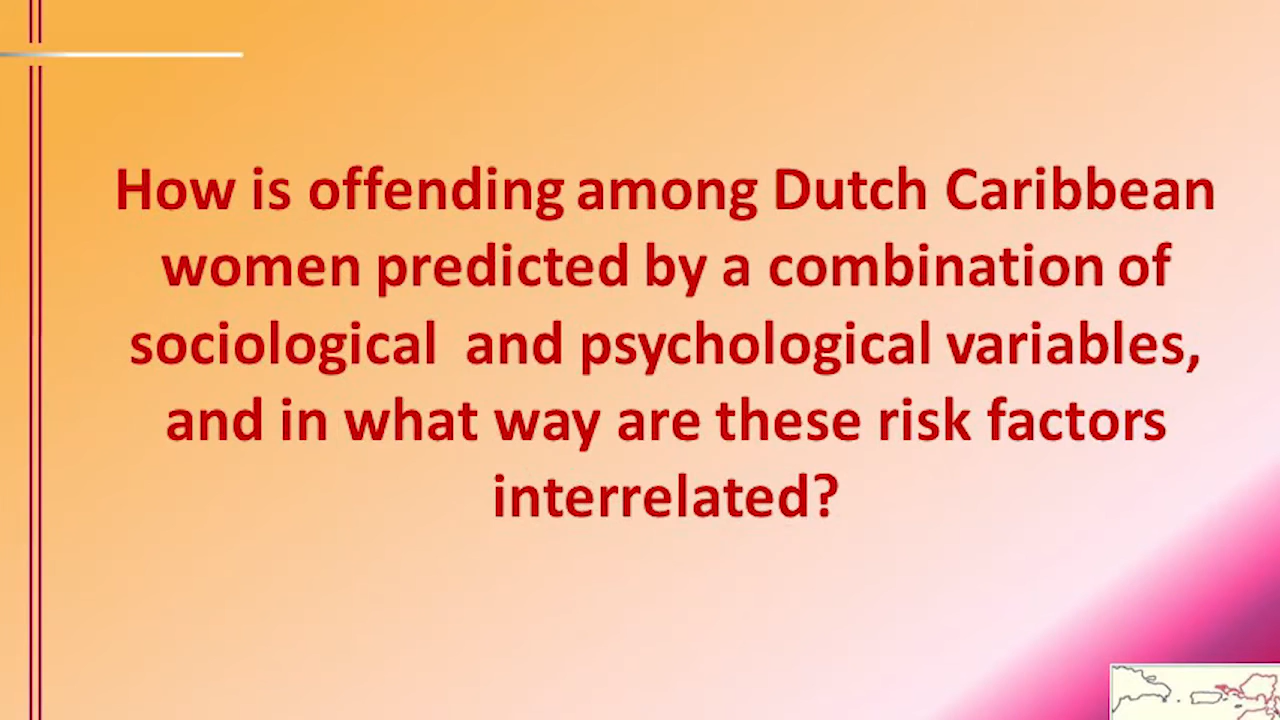 How is offending among Dutch Caribbean
women predicted by a combination of
sociological  and psychological variables,
and in what way are these risk factors
interrelated?